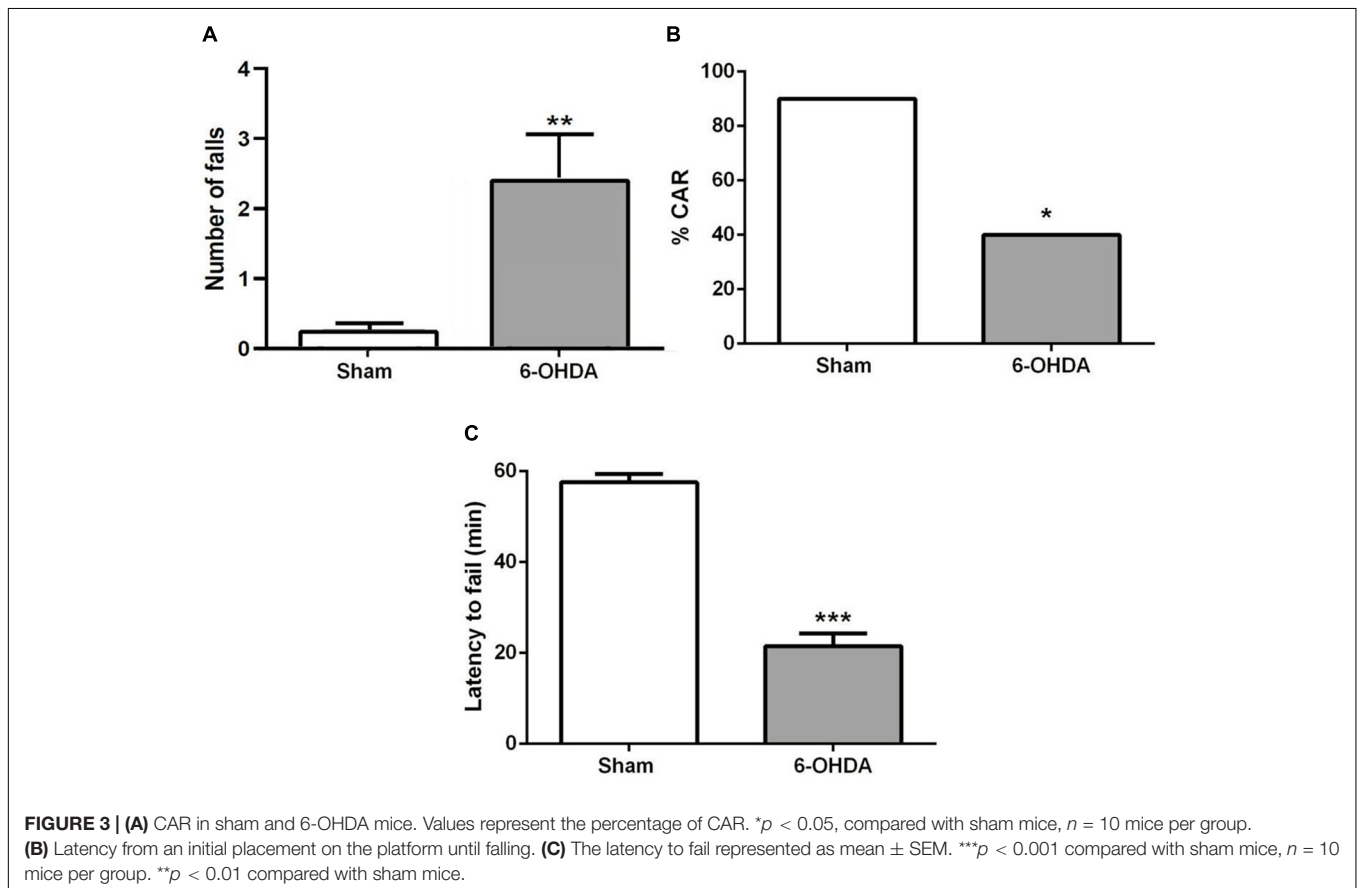 A
4
3
2
1
0
Number of falls
**
Sham
6-OHDA
B
100
80
60
40
20
0
% CAR
*
Sham
6-OHDA
C
60
40
20
0
Latency to fail (min)
***
Sham
6-OHDA
FIGURE 3 | (A) CAR in sham and 6-OHDA mice. Values represent the percentage of CAR. *p < 0.05, compared with sham mice, n = 10 mice per group.
(B) Latency from an initial placement on the platform until falling. (C) The latency to fail represented as mean ± SEM. ***p < 0.001 compared with sham mice, n = 10
mice per group. **p < 0.01 compared with sham mice.